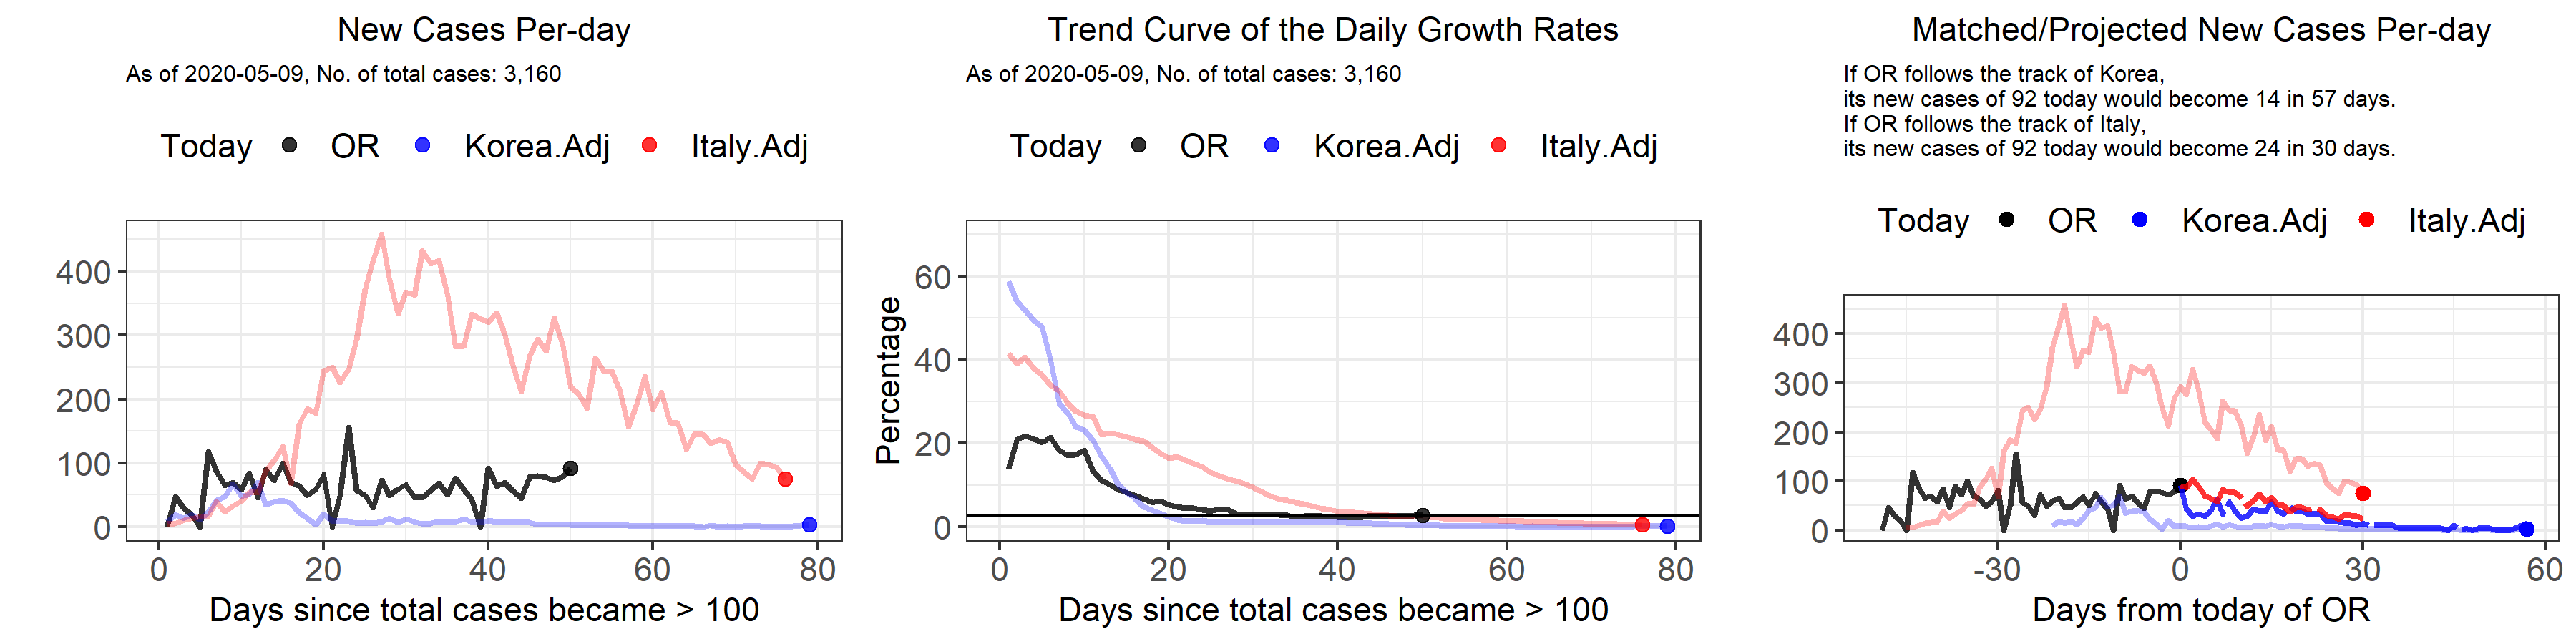 New Cases Per-day
As of 2020-05-09, No. of total cases: 3,160
Today OR Korea.Adj Italy.Adj
400
300
200
100
0
0 20 40 60 80
Days since total cases became > 100
Trend Curve of the Daily Growth Rates
As of 2020-05-09, No. of total cases: 3,160
Today OR Korea.Adj Italy.Adj
Percentage
60
40
20
0
0 20 40 60 80
Days since total cases became > 100
Matched/Projected New Cases Per-day
If OR follows the track of Korea,
its new cases of 92 today would become 14 in 57 days.
If OR follows the track of Italy,
its new cases of 92 today would become 24 in 30 days.
Today OR Korea.Adj Italy.Adj
400
300
200
100
0
-30 0 30 60
Days from today of OR